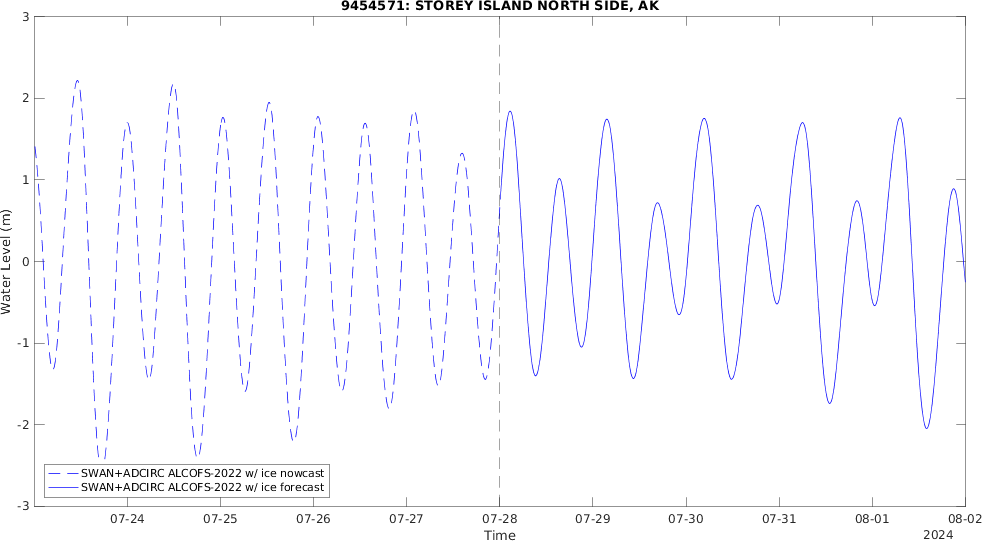 9454571: STOREY ISLAND NORTH SIDE, AK
3
2
1
0
-1
-2
-3
Water Level (m)
SWAN+ADCIRC ALCOFS-2022 w/ ice nowcast
SWAN+ADCIRC ALCOFS-2022 w/ ice forecast
07-24 07-25 07-26 07-27 07-28 07-29 07-30 07-31 08-01 08-02
Time
2024